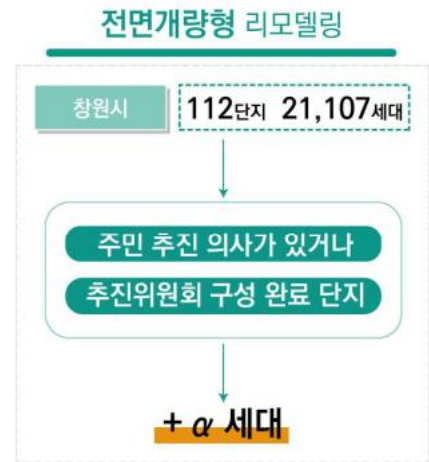 전면개량형 리모델링
창원시 112단지 21,107세대
주민 추진 의사가 있거나
추진위원회 구성 완료 단지
+ α 세대